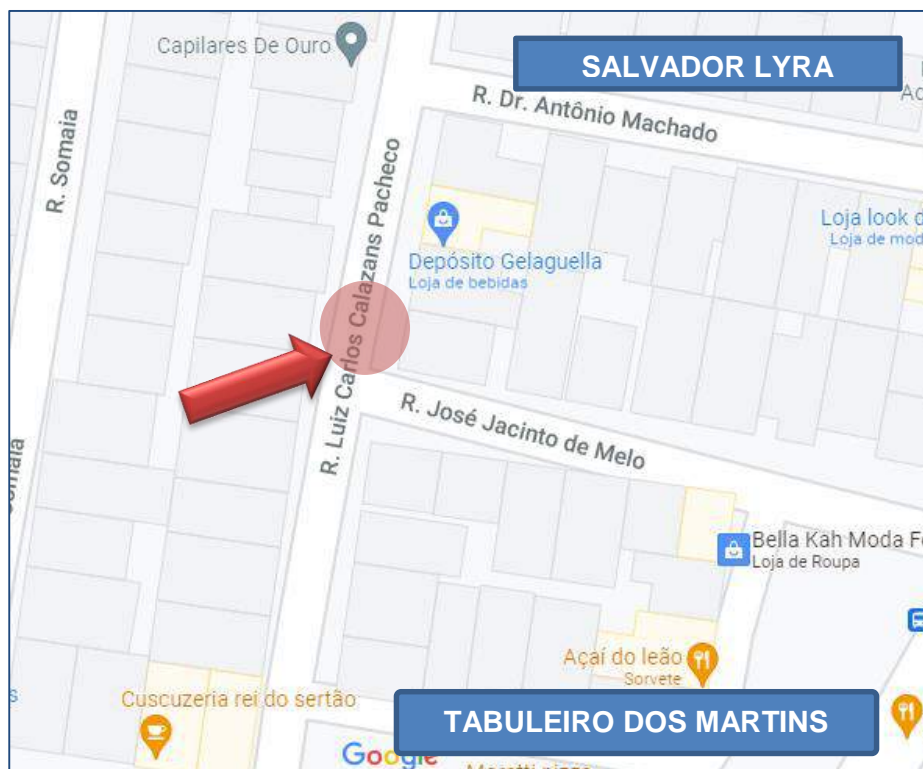 Capilares De Ouro
SALVADOR LYRA
R. Dr. Antônio Machado
R. Somaia
R. Luiz Carlos Calazans Pacheco
Loja look
Loja de
Depósito Gelaguella
Loja de bebidas
R. José Jacinto de Melo
Bella Kah Moda
Loja de Roupa
Açaí do leão
Sorvete
Cuscuzeria rei do sertão
TABULEIRO DOS MARTINS
Google